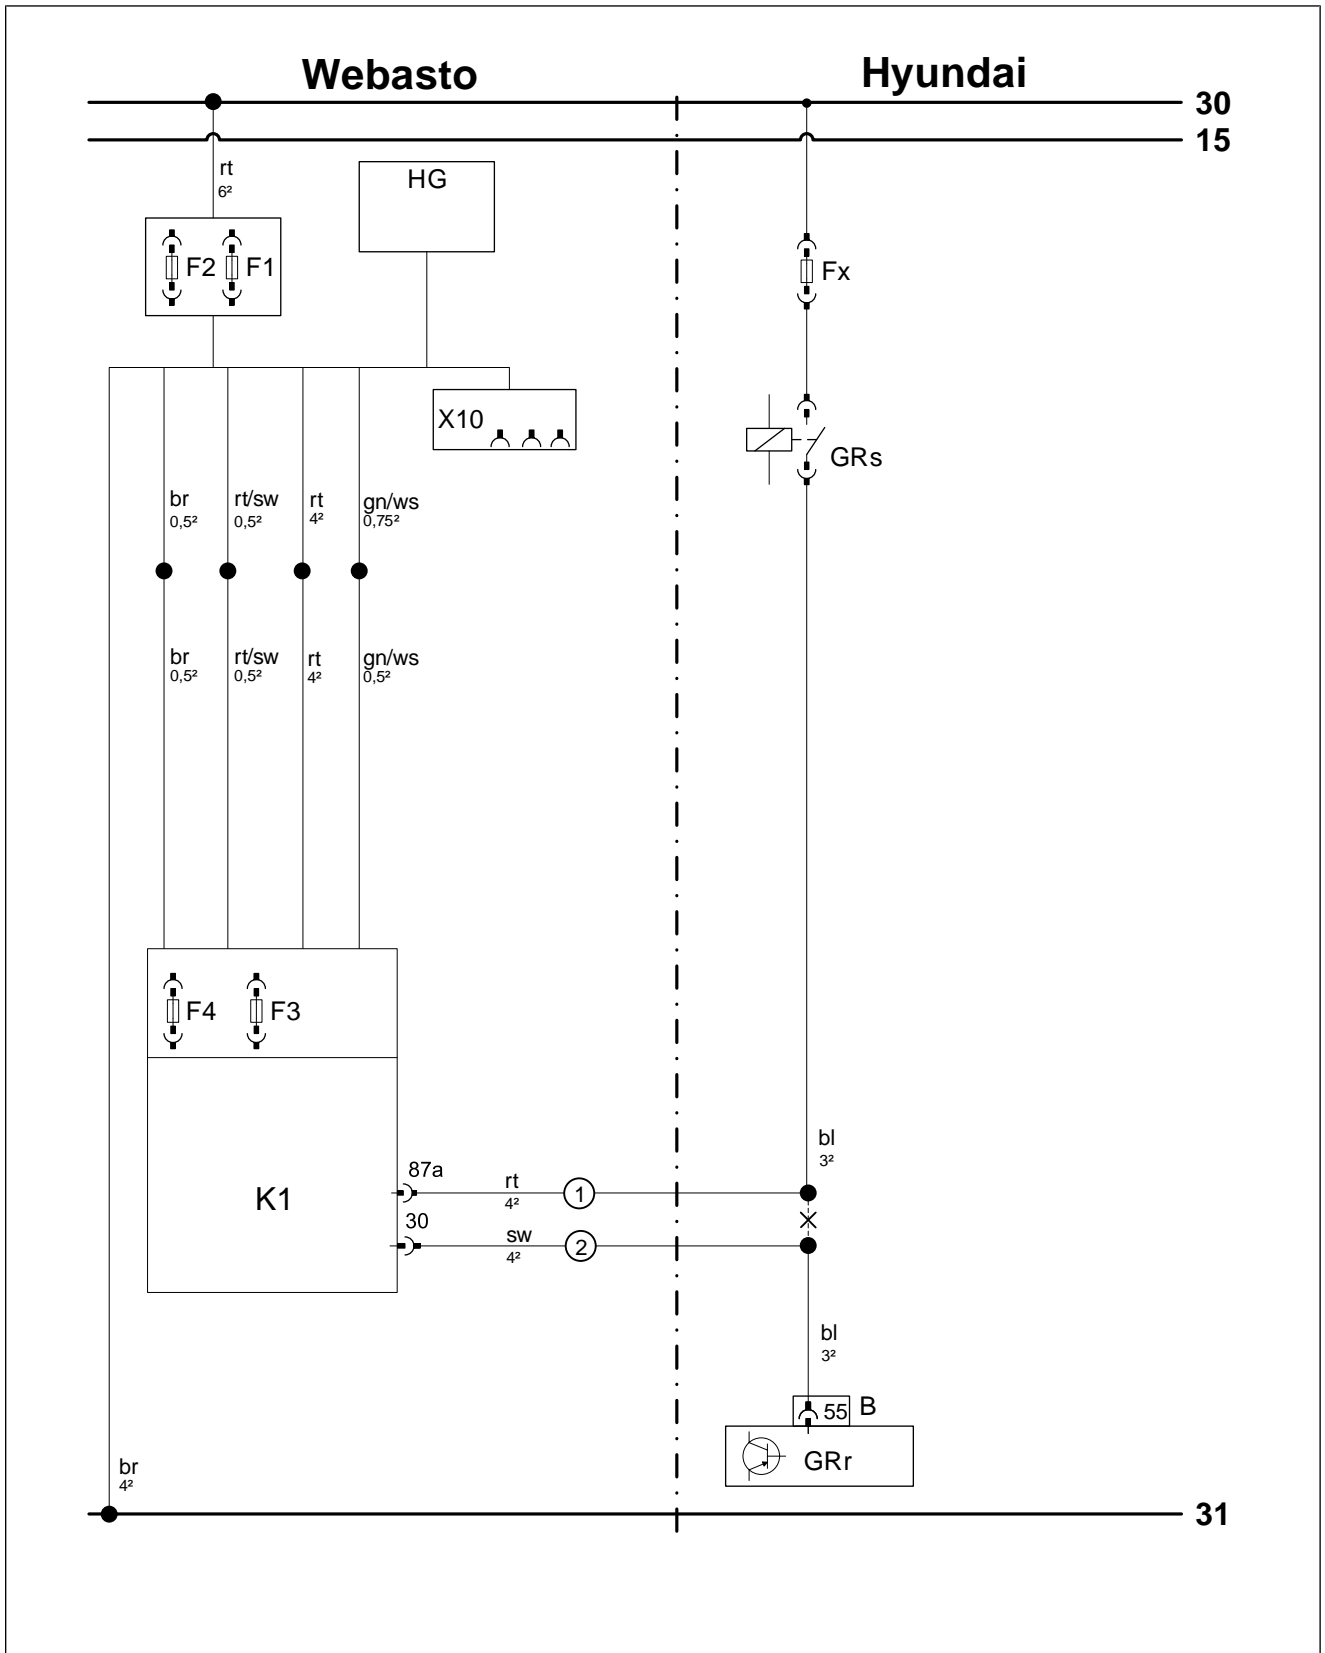 Webasto
Hyundai
30
15
rt
6²
HG
F2
F1
Fx
X10
GRs
br
0,5²
rt/sw
0,5²
rt
4²
gn/ws
0,75²
br
0,5²
rt/sw
0,5²
rt
4²
gn/ws
0,5²
F4
F3
bl
3²
87a
rt
4²
1
K1
30
sw
4²
2
bl
3²
55
B
GRr
br
4²
31